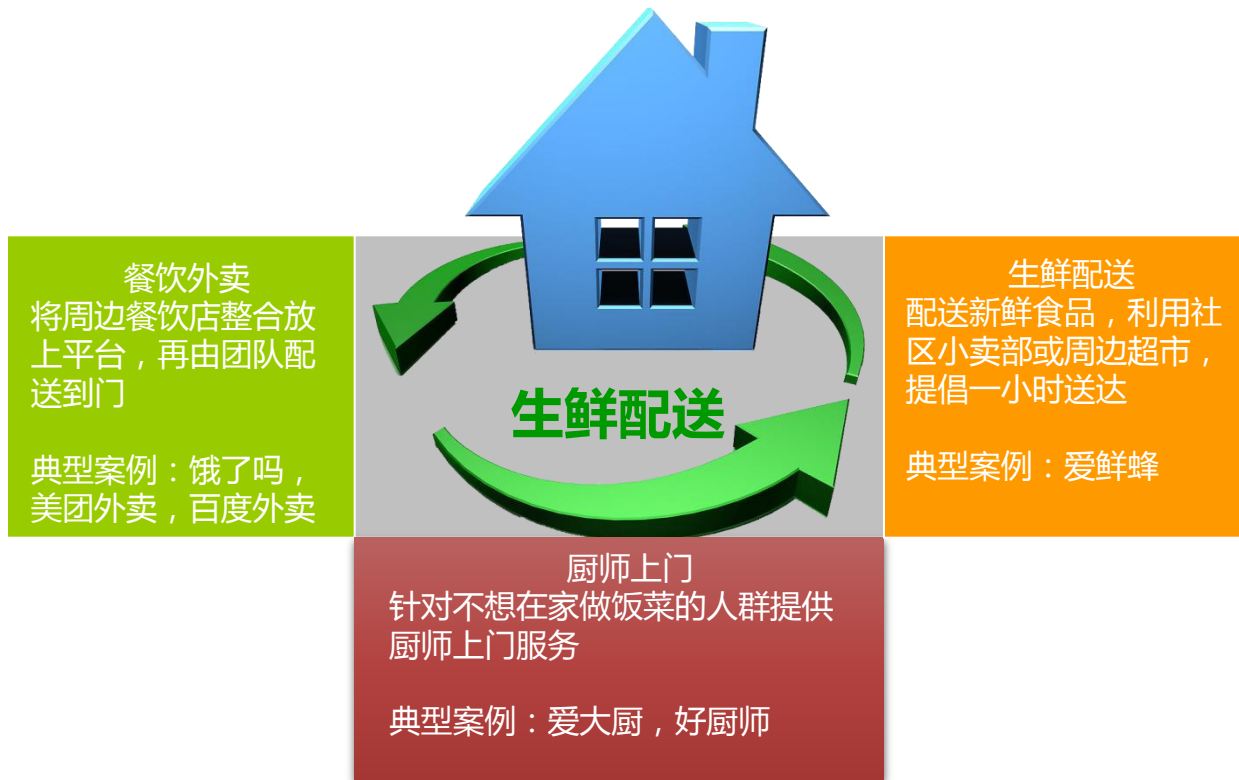 餐饮外卖
将周边餐饮店整合放
上平台，再由团队配
送到门
典型案例：饿了吗，
美团外卖，百度外卖
生鲜配送
生鲜配送
配送新鲜食品，利用社
区小卖部或周边超市，
提倡一小时送达
典型案例：爱鲜蜂
厨师上门
针对不想在家做饭菜的人群提供
厨师上门服务
典型案例：爱大厨，好厨师